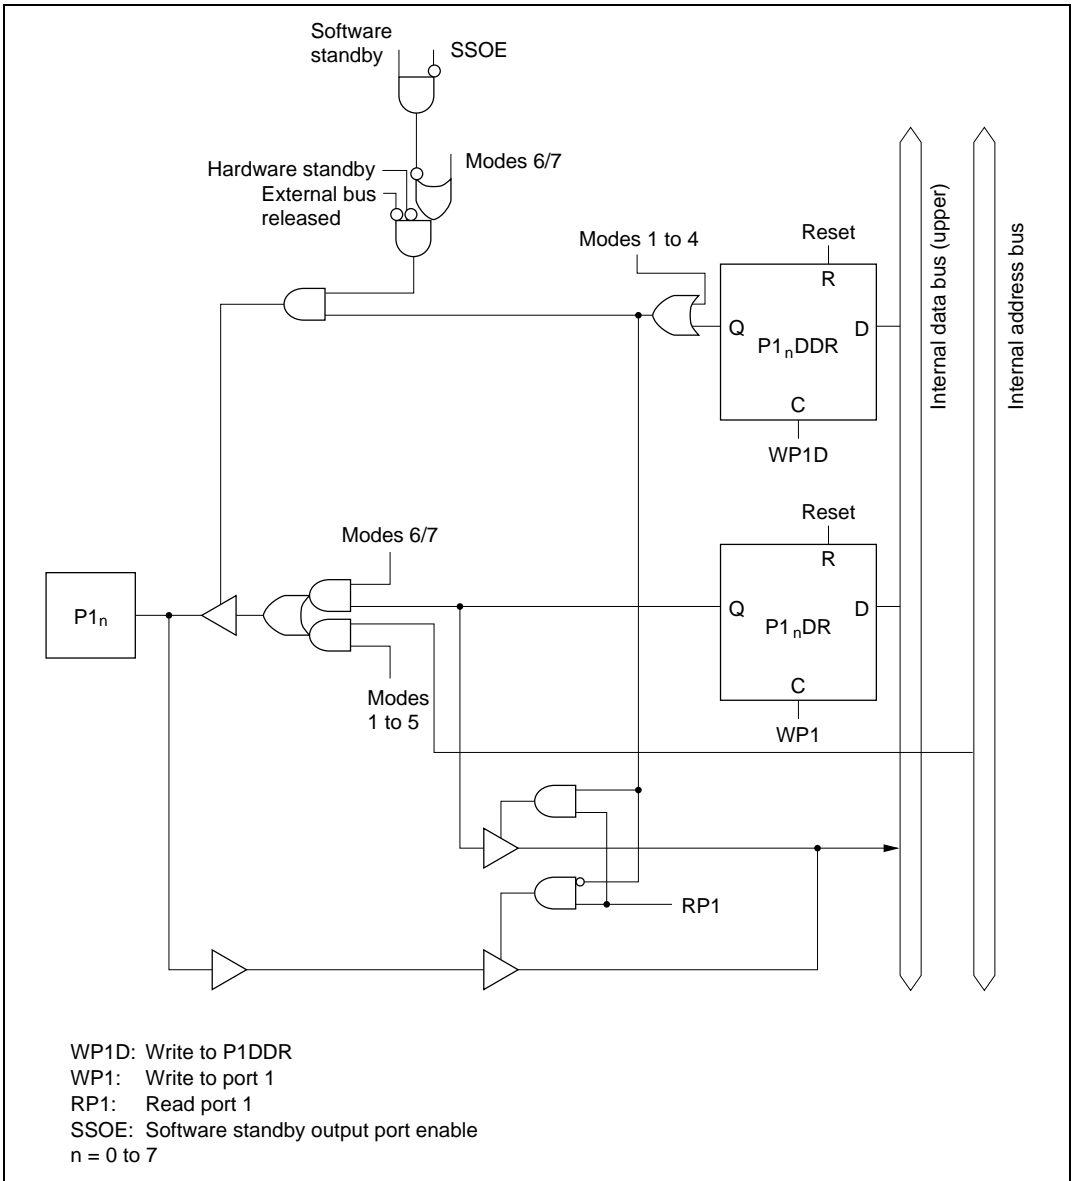 Software
standby
SSOE
Hardware standby
Modes 6/7
External bus
released
Modes 1 to 4
Reset
R
Q
D
P1nDDR
C
WP1D
Internal data bus (upper)
Internal address bus
Modes 6/7
Reset
R
P1n
Q
D
P1nDR
C
WP1
Modes
1 to 5
RP1
WP1D: Write to P1DDR
WP1: Write to port 1
RP1: Read port 1
SSOE: Software standby output port enable
n = 0 to 7